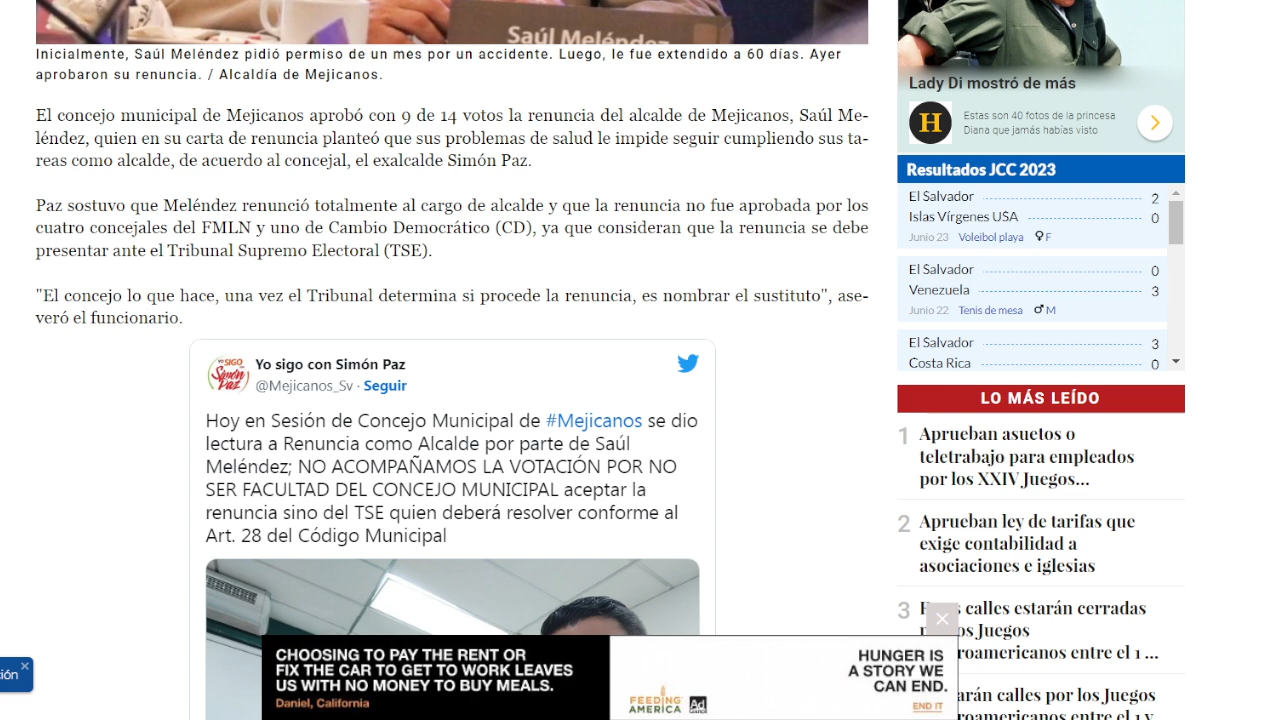 Saúl Meléndez
Inicialmente, Saúl Meléndez pidió permiso de un mes por un accidente. Luego, le fue extendido a 60 días. Ayer
aprobaron su renuncia. / Alcaldía de Mejicanos.
El concejo municipal de Mejicanos aprobó con 9 de 14 votos la renuncia del alcalde de Mejicanos, Saúl Me-
léndez, quien en su carta de renuncia planteó que sus problemas de salud le impide seguir cumpliendo sus ta-
reas como alcalde, de acuerdo al concejal, el exalcalde Simón Paz.
Paz sostuvo que Meléndez renunció totalmente al cargo de alcalde y que la renuncia no fue aprobada por los
cuatro concejales del FMLN y uno de Cambio Democrático (CD), ya que consideran que la renuncia se debe
presentar ante el Tribunal Supremo Electoral (TSE).
"El concejo lo que hace, una vez el Tribunal determina si procede la renuncia, es nombrar el sustituto", ase-
veró el funcionario.
YO SIGO
Simón
PAZ
Yo sigo con Simón Paz
@Mejicanos_Sv · Seguir
Hoy en Sesión de Concejo Municipal de #Mejicanos se dio
lectura a Renuncia como Alcalde por parte de Saúl
Meléndez; NO ACOMPAÑAMOS LA VOTACIÓN POR NO
SER FACULTAD DEL CONCEJO MUNICIPAL aceptar la
renuncia sino del TSE quien deberá resolver conforme al
Art. 28 del Código Municipal
ción
CHOOSING TO PAY THE RENT OR
FIX THE CAR TO GET TO WORK LEAVES
US WITH NO MONEY TO BUY MEALS.
Daniel, California
FEEDING
AMERICA
Ad
HUNGER IS
A STORY WE
CAN END.
END IT
Lady Di mostró de más
H
Estas son 40 fotos de la princesa
Diana que jamás habías visto
Resultados JCC 2023
El Salvador 2
Islas Vírgenes USA 0
Junio 23 Voleibol playa ♀ F
El Salvador 0
Venezuela 3
Junio 22 Tenis de mesa ♂ M
El Salvador 3
Costa Rica 0
LO MÁS LEÍDO
1 Aprueban asuetos o
teletrabajo para empleados
por los XXIV Juegos...
2 Aprueban ley de tarifas que
exige contabilidad a
asociaciones e iglesias
3 calles estarán cerradas
os Juegos
roamericanos entre el 1 ...
arán calles por los Juegos
roamericanos entre el 1 y